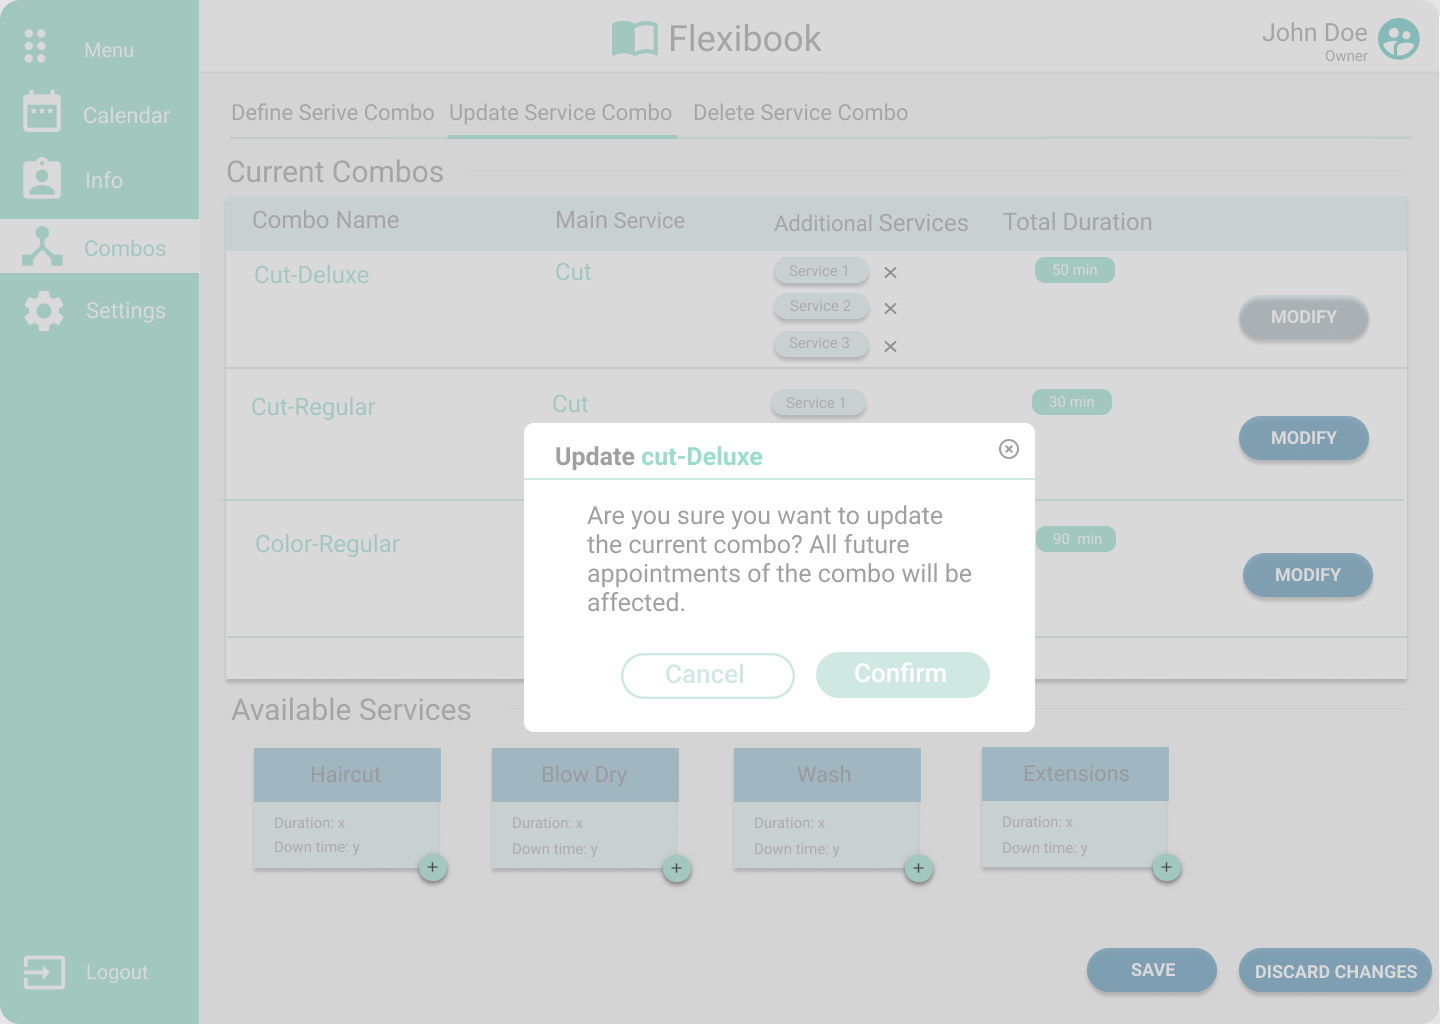 Menu
Calendar
Info
Combos
Settings
Logout
Flexibook
John Doe
Owner
Define Serive Combo Update Service Combo Delete Service Combo
Current Combos
Combo Name Main Service Additional Services Total Duration
Cut-Deluxe Cut Service 1 50 min
Service 2
Service 3
MODIFY
Cut-Regular Cut Service 1 30 min
MODIFY
Color-Regular 90 min
MODIFY
Update cut-Deluxe
Are you sure you want to update
the current combo? All future
appointments of the combo will be
affected.
Cancel Confirm
Available Services
Haircut
Duration: x
Down time: y
+
Blow Dry
Duration: x
Down time: y
+
Wash
Duration: x
Down time: y
+
Extensions
Duration: x
Down time: y
+
SAVE DISCARD CHANGES